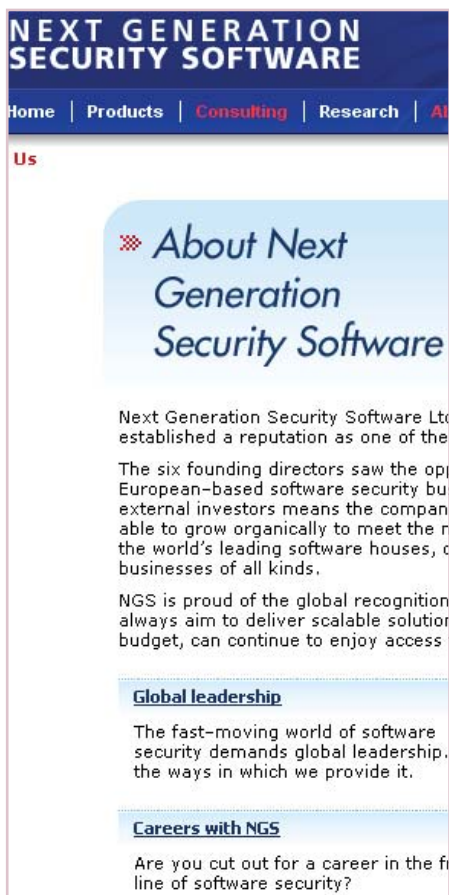 NEXT GENERATION
SECURITY SOFTWARE
Home | Products | Consulting | Research |
Us
About Next
Generation
Security Software
Next Generation Security Software
established a reputation as one of the
The six founding directors saw the
European-based software security
external investors means the
able to grow organically to meet the
the world's leading software houses,
businesses of all kinds.
NGS is proud of the global recognition
always aim to deliver scalable
budget, can continue to enjoy access
Global leadership
The fast-moving world of software
security demands global leadership.
the ways in which we provide it.
Careers with NGS
Are you cut out for a career in the
line of software security?